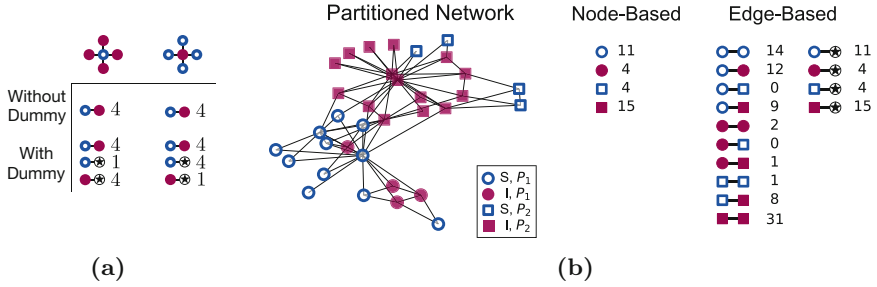 Partitioned Network
Node-Based
Edge-Based
Without
Dummy
4
4
With
Dummy
4
1
4
4
4
1
S, P1
I, P1
S, P2
I, P2
11
4
4
15
14
12
0
9
2
0
1
1
8
31
11
4
4
15
(a)
(b)